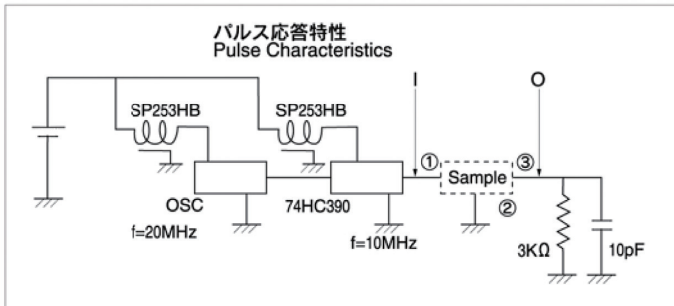 パルス応答特性
Pulse Characteristics
I
O
SP253HB
SP253HB
①
Sample
③
②
OSC
74HC390
f=20MHz
f=10MHz
3KΩ
10pF